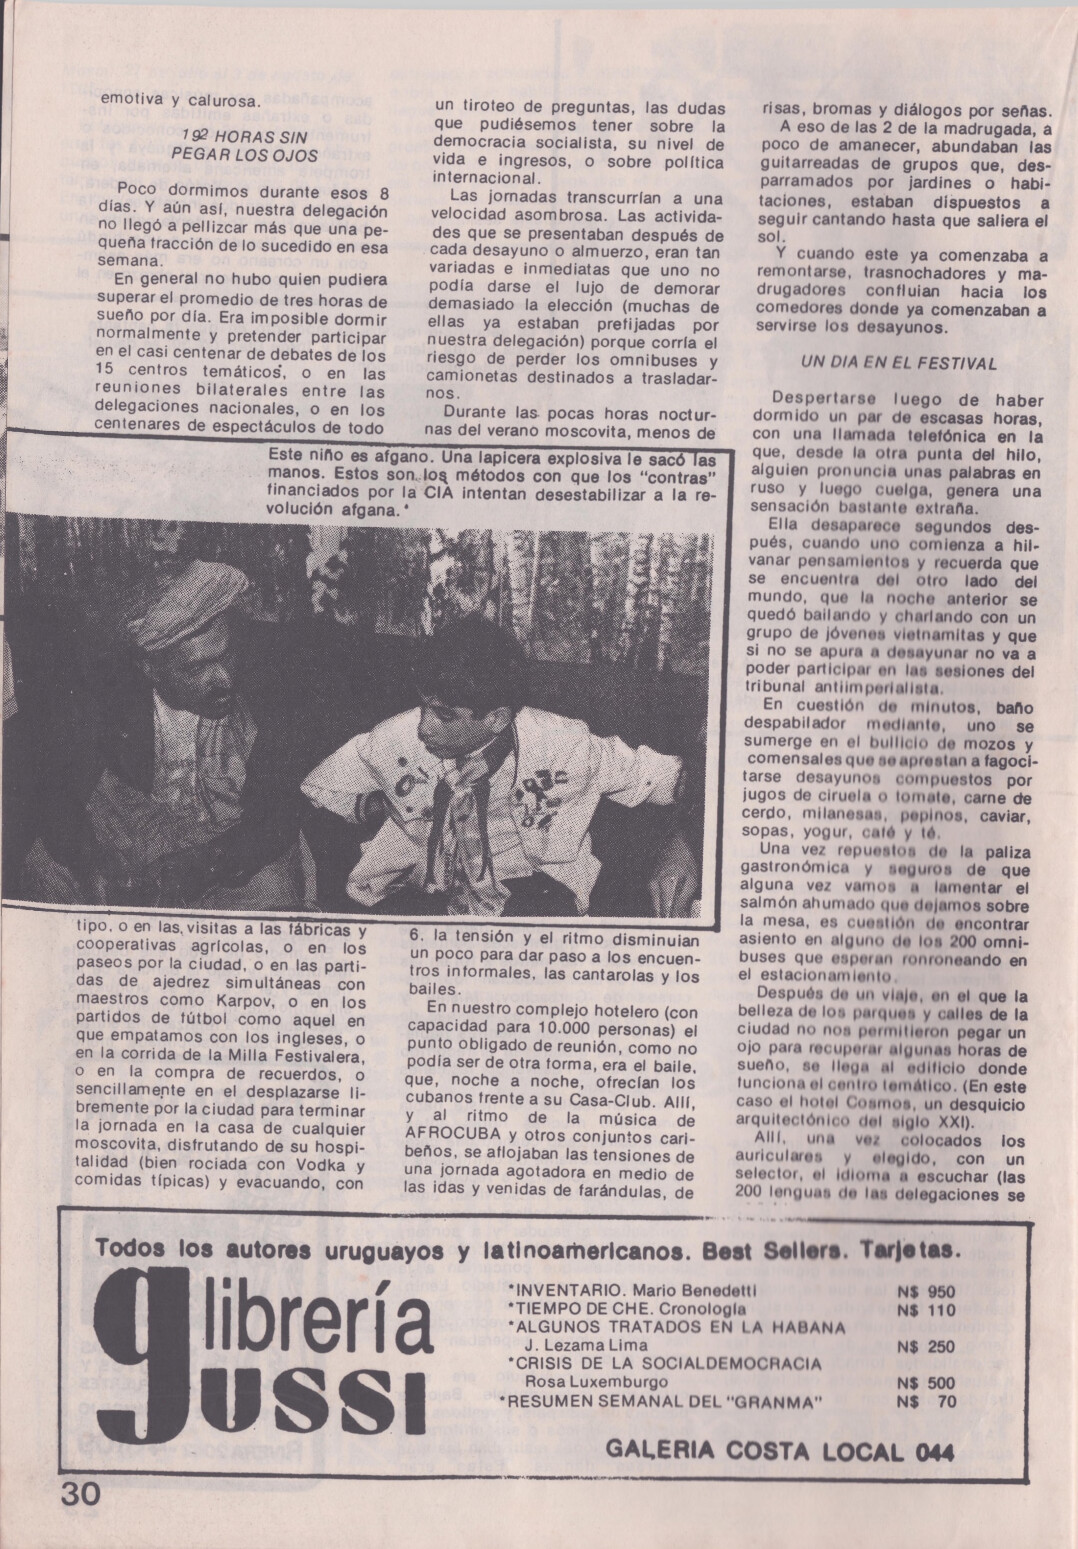 emotiva y calurosa.
192 HORAS SIN
PEGAR LOS OJOS
Poco dormimos durante esos 8
días. Y aún así, nuestra delegación
no llegó a pellizcar más que una pe-
queña fracción de lo sucedido en esa
semana.
En general no hubo quien pudiera
superar el promedio de tres horas de
sueño por día. Era imposible dormir
normalmente y pretender participar
en el casi centenar de debates de los
15 centros temáticos, o en las
reuniones bilaterales entre las
delegaciones nacionales, o en los
centenares de espectáculos de todo
tipo, o en las visitas a las fábricas y
cooperativas agrícolas, o en los
paseos por la ciudad, o en las parti-
das de ajedrez simultáneas con
maestros como Karpov, o en los
partidos de fútbol como aquel en
que empatamos con los ingleses, o
en la corrida de la Milla Festivalera,
o en la compra de recuerdos, o
sencillamente en el desplazarse li-
bremente por la ciudad para terminar
la jornada en la casa de cualquier
moscovita, disfrutando de su hospi-
talidad (bien rociada con Vodka y
comidas típicas) y evacuando, con
un tiroteo de preguntas, las dudas
que pudiésemos tener sobre la
democracia socialista, su nivel de
vida e ingresos, o sobre política
internacional.
Las jornadas transcurrían a una
velocidad asombrosa. Las activida-
des que se presentaban después de
cada desayuno o almuerzo, eran tan
variadas e inmediatas que uno no
podía darse el lujo de demorar
demasiado la elección (muchas de
ellas ya estaban prefijadas por
nuestra delegación) porque corría el
riesgo de perder los omnibuses y
camionetas destinados a trasladar-
nos.
Durante las pocas horas noctur-
nas del verano moscovita, menos de
6, la tensión y el ritmo disminuian
un poco para dar paso a los encuen-
tros informales, las cantarolas y los
bailes.
En nuestro complejo hotelero (con
capacidad para 10.000 personas) el
punto obligado de reunión, como no
podía ser de otra forma, era el baile,
que, noche a noche, ofrecían los
cubanos frente a su Casa-Club. Allí,
y al ritmo de la música de
AFROCUBA y otros conjuntos cari-
beños, se aflojaban las tensiones de
una jornada agotadora en medio de
las idas y venidas de farándulas, de
risas, bromas y diálogos por señas.
A eso de las 2 de la madrugada, a
poco de amanecer, abundaban las
guitarreadas de grupos que, des-
parramados por jardines o habi-
taciones, estaban dispuestos a
seguir cantando hasta que saliera el
sol.
Y cuando este ya comenzaba a
remontarse, trasnochadores y ma-
drugadores confluian hacia los
comedores donde ya comenzaban a
servirse los desayunos.
UN DIA EN EL FESTIVAL
Despertarse luego de haber
dormido un par de escasas horas,
con una llamada telefónica en la
que, desde la otra punta del hilo,
alguien pronuncia unas palabras en
ruso y luego cuelga, genera una
sensación bastante extraña.
Ella desaparece segundos des-
pués, cuando uno comienza a hil-
vanar pensamientos y recuerda que
se encuentra del otro lado del
mundo, que la noche anterior se
quedó bailando y charlando con un
grupo de jóvenes vietnamitas y que
si no se apura a desayunar no va a
poder participar en las sesiones del
tribunal antiimperialista.
En cuestión de minutos, baño
despabilador mediante, uno se
sumerge en el bullicio de mozos y
comensales que se aprestan a fagoci-
tarse desayunos compuestos por
jugos de ciruela o tomate, carne de
cerdo, milanesas, pepinos, caviar,
sopas, yogur, café y té.
Una vez repuestos de la paliza
gastronómica y seguros de que
alguna vez vamos a lamentar el
salmón ahumado que dejamos sobre
la mesa, es cuestión de encontrar
asiento en alguno de los 200 omni-
buses que esperan ronroneando en
el estacionamiento.
Después de un viaje, en el que la
belleza de los parques y calles de la
ciudad no nos permitieron pegar un
ojo para recuperar algunas horas de
sueño, se llega al edificio donde
funciona el centro temático. (En este
caso el hotel Cosmos, un desquicio
arquitectónico del siglo XXI).
Allí, una vez colocados los
auriculares y elegido, con un
selector, el idioma a escuchar (las
200 lenguas de las delegaciones se
Este niño es afgano. Una lapicera explosiva le sacó las
manos. Estos son los métodos con que los "contras"
financiados por la CIA intentan desestabilizar a la re-
volución afgana.
Todos los autores uruguayos y latinoamericanos. Best Sellers. Tarjetas.
librería
gussi
*INVENTARIO. Mario Benedetti N$ 950
*TIEMPO DE CHE. Cronología N$ 110
*ALGUNOS TRATADOS EN LA HABANA
J. Lezama Lima N$ 250
*CRISIS DE LA SOCIALDEMOCRACIA
Rosa Luxemburgo N$ 500
*RESUMEN SEMANAL DEL "GRANMA" N$ 70
GALERIA COSTA LOCAL 044
30